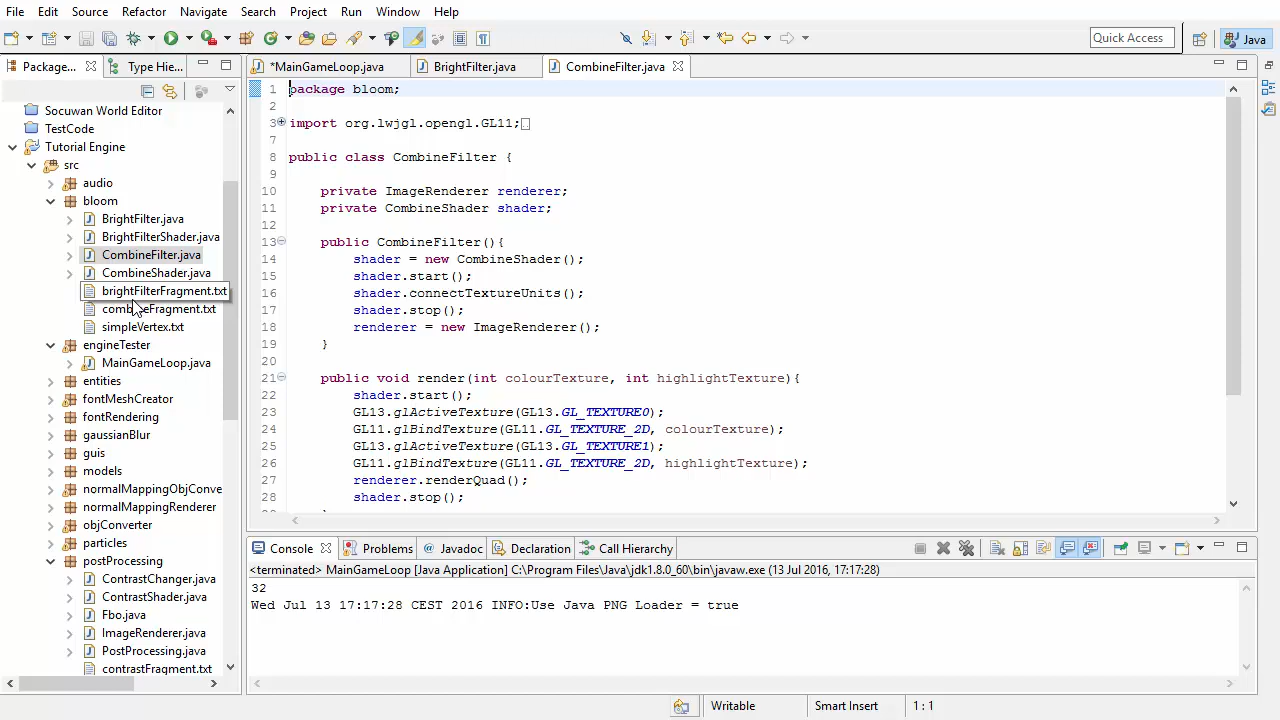 File Edit Source Refactor Navigate Search Project Run Window Help
Quick Access
Java
Package...
Type Hie...
*MainGameLoop.java
BrightFilter.java
CombineFilter.java
Socuwan World Editor
TestCode
Tutorial Engine
src
audio
bloom
BrightFilter.java
BrightFilterShader.java
CombineFilter.java
CombineShader.java
brightFilterFragment.txt
combineFragment.txt
simpleVertex.txt
engineTester
MainGameLoop.java
entities
fontMeshCreator
fontRendering
gaussianBlur
guis
models
normalMappingObjConve
normalMappingRenderer
objConverter
particles
postProcessing
ContrastChanger.java
ContrastShader.java
Fbo.java
ImageRenderer.java
PostProcessing.java
contrastFragment.txt
1 package bloom;
2
3 import org.lwjgl.opengl.GL11;
7
8 public class CombineFilter {
9
10 private ImageRenderer renderer;
11 private CombineShader shader;
12
13 public CombineFilter(){
14 shader = new CombineShader();
15 shader.start();
16 shader.connectTextureUnits();
17 shader.stop();
18 renderer = new ImageRenderer();
19 }
20
21 public void render(int colourTexture, int highlightTexture){
22 shader.start();
23 GL13.glActiveTexture(GL13.GL_TEXTURE0);
24 GL11.glBindTexture(GL11.GL_TEXTURE_2D, colourTexture);
25 GL13.glActiveTexture(GL13.GL_TEXTURE1);
26 GL11.glBindTexture(GL11.GL_TEXTURE_2D, highlightTexture);
27 renderer.renderQuad();
28 shader.stop();
Console
Problems
@ Javadoc
Declaration
Call Hierarchy
<terminated> MainGameLoop [Java Application] C:\Program Files\Java\jdk1.8.0_60\bin\javaw.exe (13 Jul 2016, 17:17:28)
32
Wed Jul 13 17:17:28 CEST 2016 INFO:Use Java PNG Loader = true
Writable
Smart Insert
1 : 1